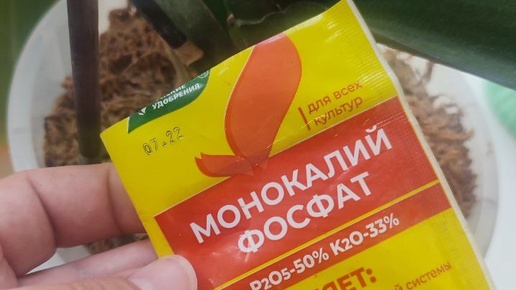 УДОБРЕНИЯ
07.22
для всех
культур
МОНОКАЛИЙ
ФОСФАТ
P2O5-50% K2O-33%
системы